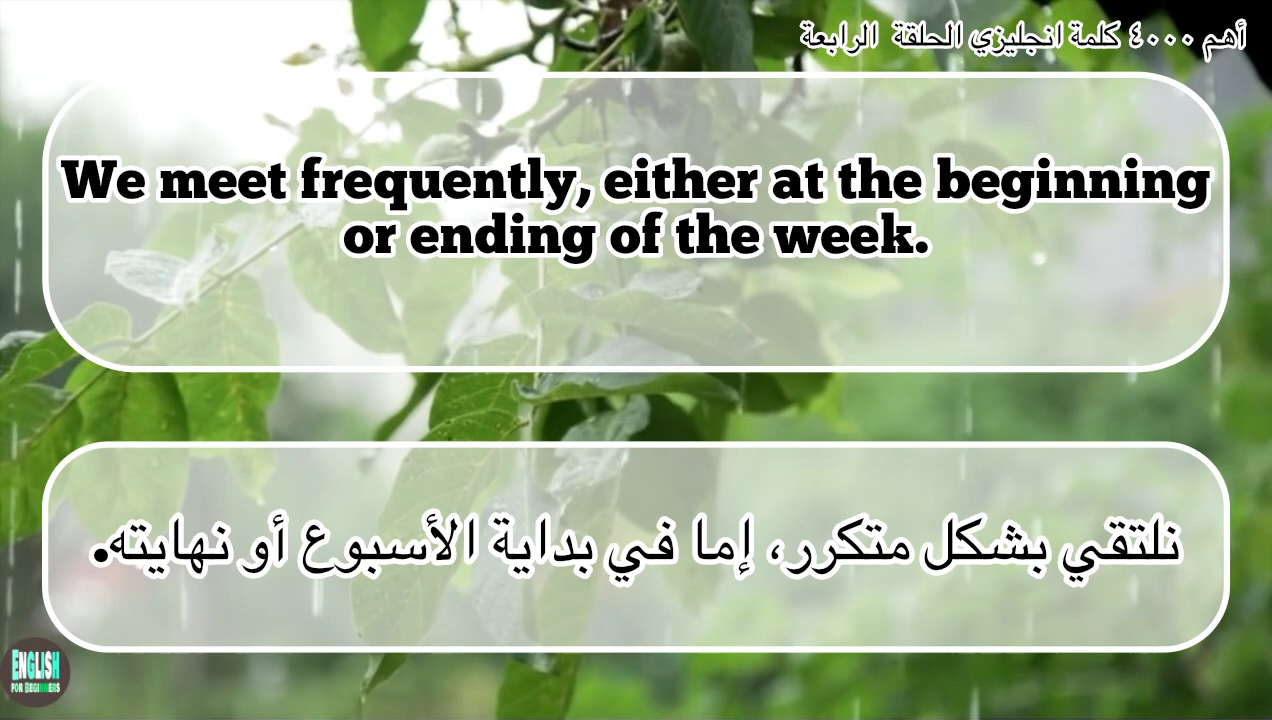 أهم ٤٠٠٠ كلمة انجليزي الحلقة الرابعة
We meet frequently, either at the beginning
or ending of the week.
نلتقي بشكل متكرر، إما في بداية الأسبوع أو نهايته.
ENGLISH
FOR BEGINNERS